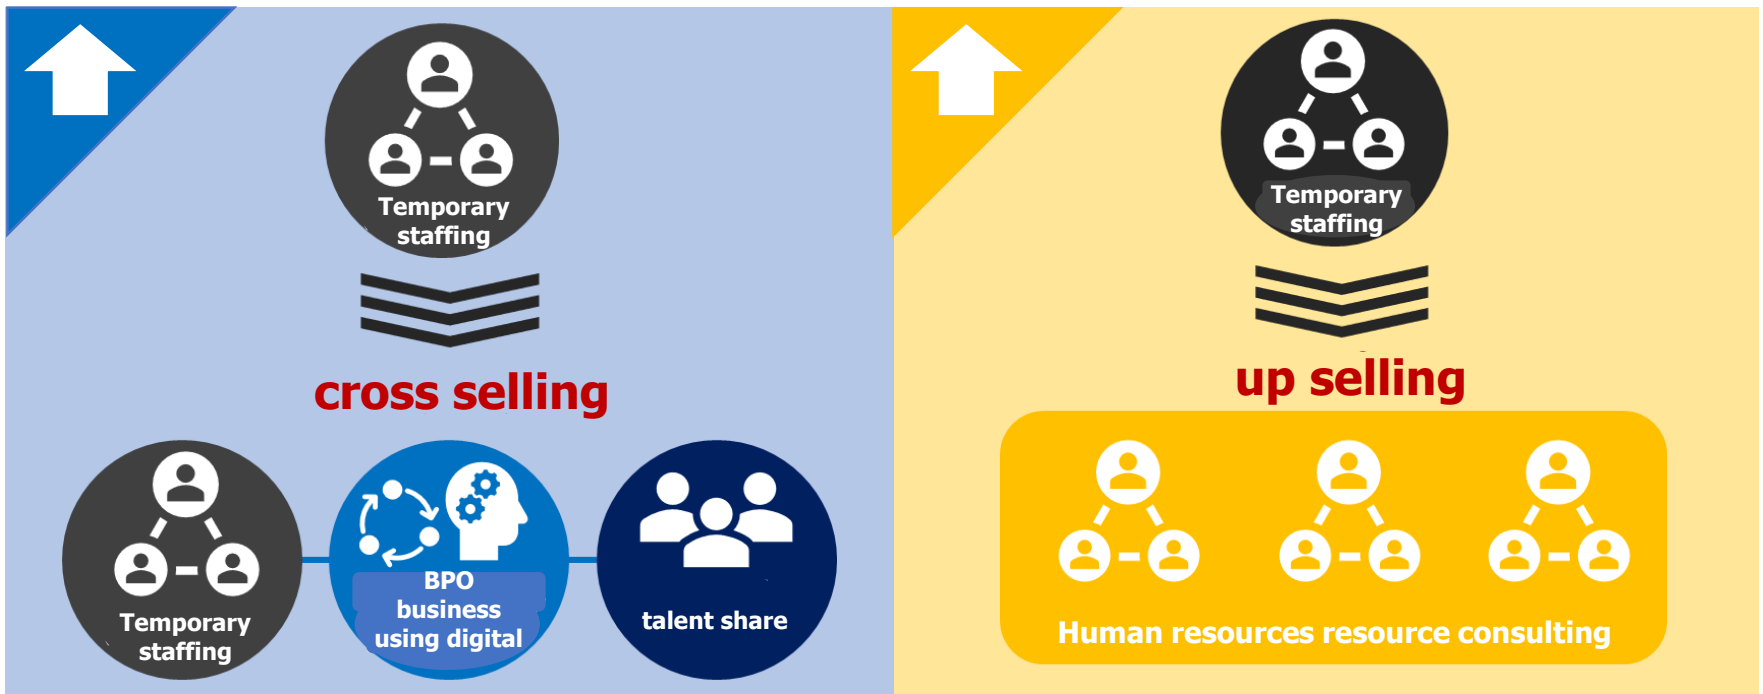 Temporary
staffing
cross selling
Temporary
staffing
BPO
business
using digital
talent share
Temporary
staffing
up selling
Human resources resource consulting